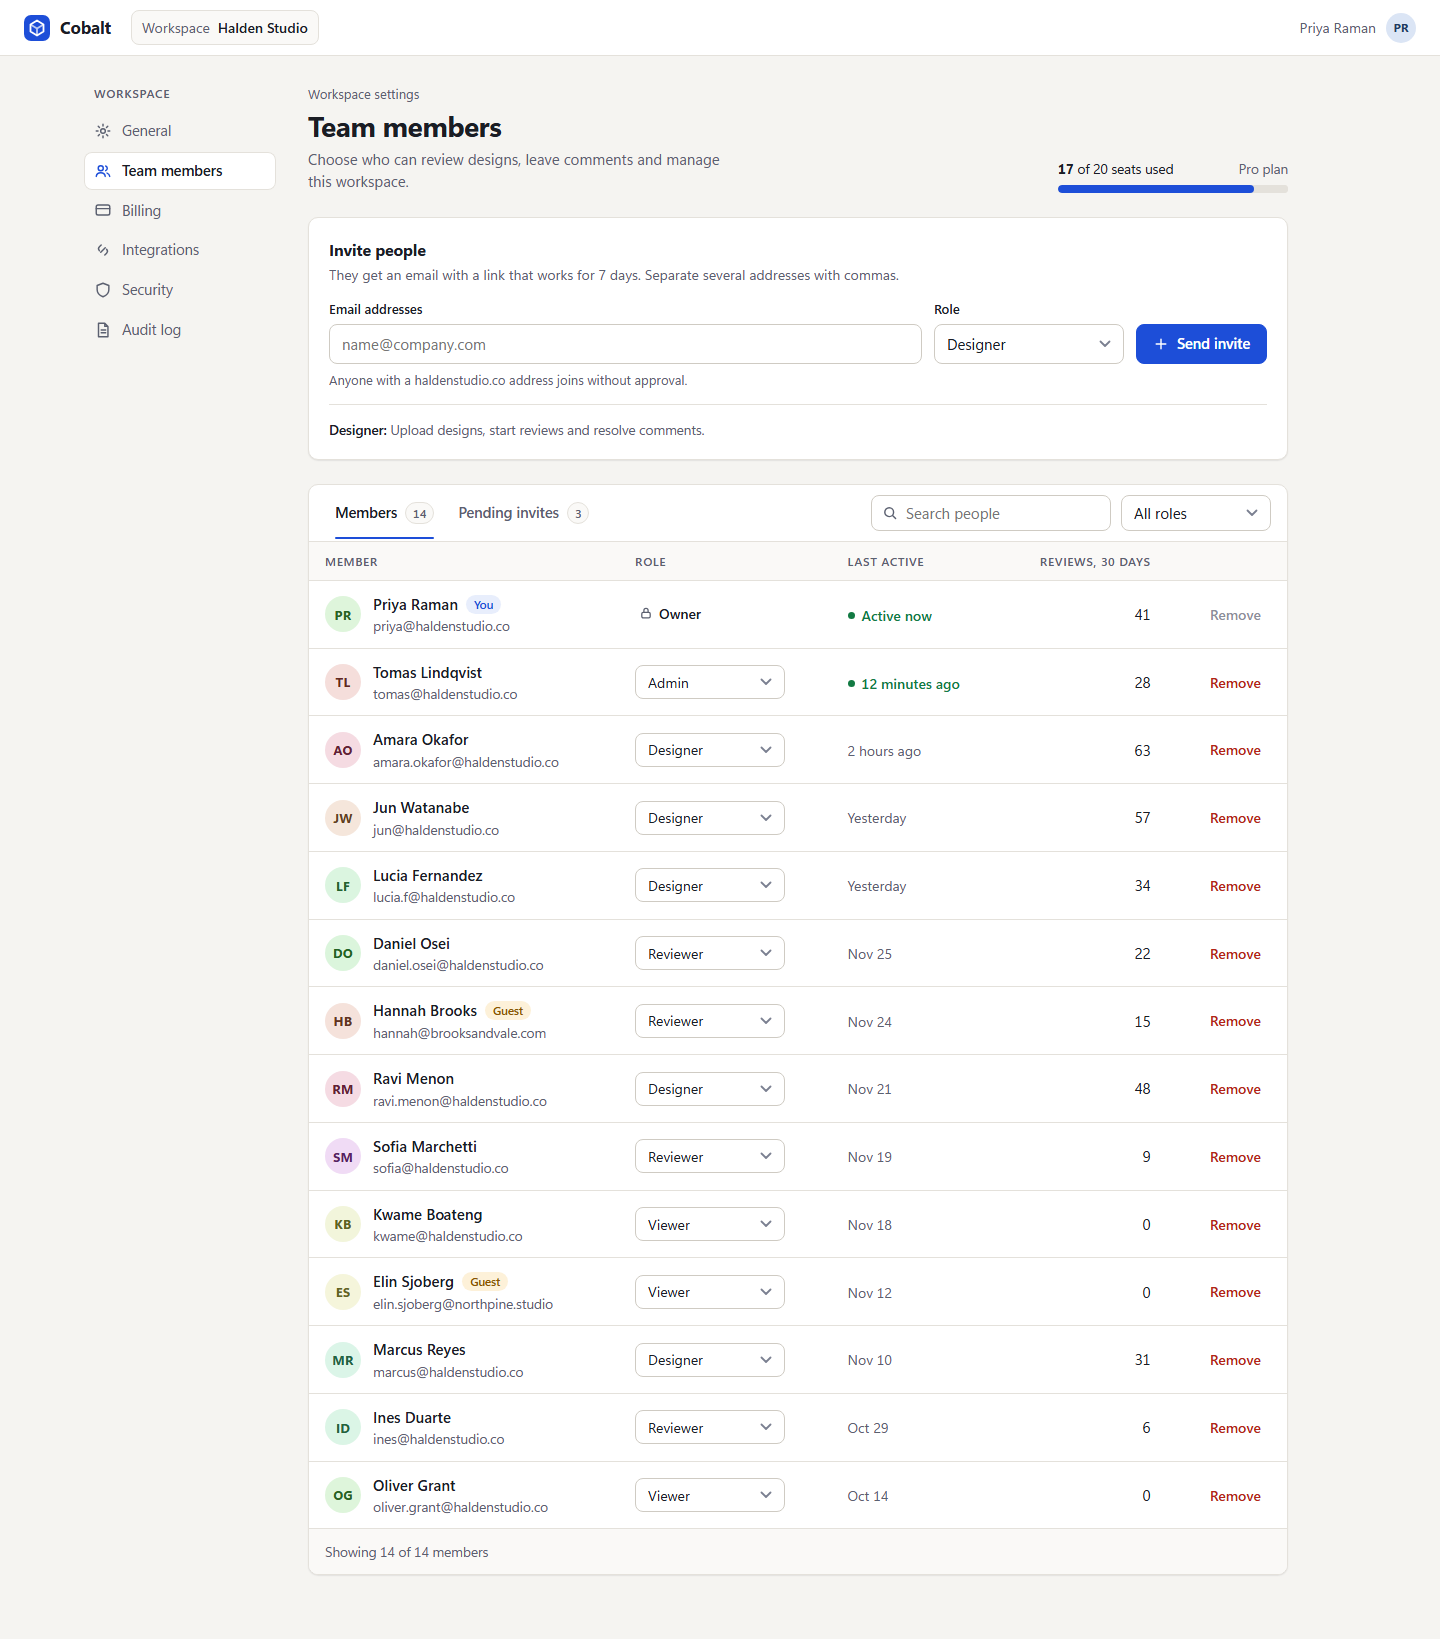 Cobalt
Workspace Halden Studio
Priya Raman PR
WORKSPACE
General
Team members
Billing
Integrations
Security
Audit log
Workspace settings
Team members
Choose who can review designs, leave comments and manage
this workspace.
17 of 20 seats used Pro plan
Invite people
They get an email with a link that works for 7 days. Separate several addresses with commas.
Email addresses Role
name@company.com Designer Send invite
Anyone with a haldenstudio.co address joins without approval.
Designer: Upload designs, start reviews and resolve comments.
Members 14 Pending invites 3 Search people All roles
MEMBER ROLE LAST ACTIVE REVIEWS, 30 DAYS
PR Priya Raman You Owner Active now 41 Remove
priya@haldenstudio.co
TL Tomas Lindqvist Admin 12 minutes ago 28 Remove
tomas@haldenstudio.co
AO Amara Okafor Designer 2 hours ago 63 Remove
amara.okafor@haldenstudio.co
JW Jun Watanabe Designer Yesterday 57 Remove
jun@haldenstudio.co
LF Lucia Fernandez Designer Yesterday 34 Remove
lucia.f@haldenstudio.co
DO Daniel Osei Reviewer Nov 25 22 Remove
daniel.osei@haldenstudio.co
HB Hannah Brooks Guest Reviewer Nov 24 15 Remove
hannah@brooksandvale.com
RM Ravi Menon Designer Nov 21 48 Remove
ravi.menon@haldenstudio.co
SM Sofia Marchetti Reviewer Nov 19 9 Remove
sofia@haldenstudio.co
KB Kwame Boateng Viewer Nov 18 0 Remove
kwame@haldenstudio.co
ES Elin Sjoberg Guest Viewer Nov 12 0 Remove
elin.sjoberg@northpine.studio
MR Marcus Reyes Designer Nov 10 31 Remove
marcus@haldenstudio.co
ID Ines Duarte Reviewer Oct 29 6 Remove
ines@haldenstudio.co
OG Oliver Grant Viewer Oct 14 0 Remove
oliver.grant@haldenstudio.co
Showing 14 of 14 members